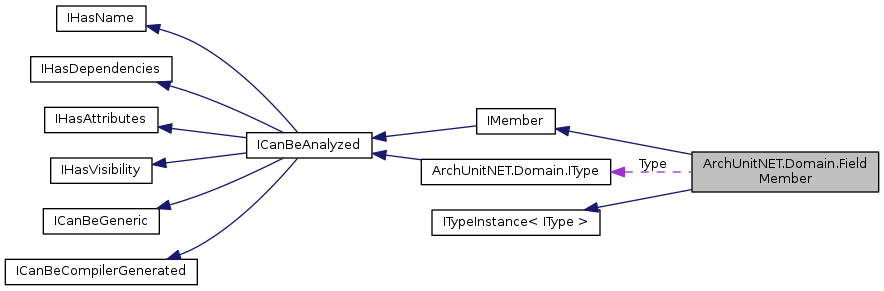 IHasName
IHasDependencies
IHasAttributes
IHasVisibility
ICanBeGeneric
ICanBeCompilerGenerated
ICanBeAnalyzed
IMember
ArchUnitNET.Domain.IType
ITypeInstance< IType >
Type
ArchUnitNET.Domain.Field
Member